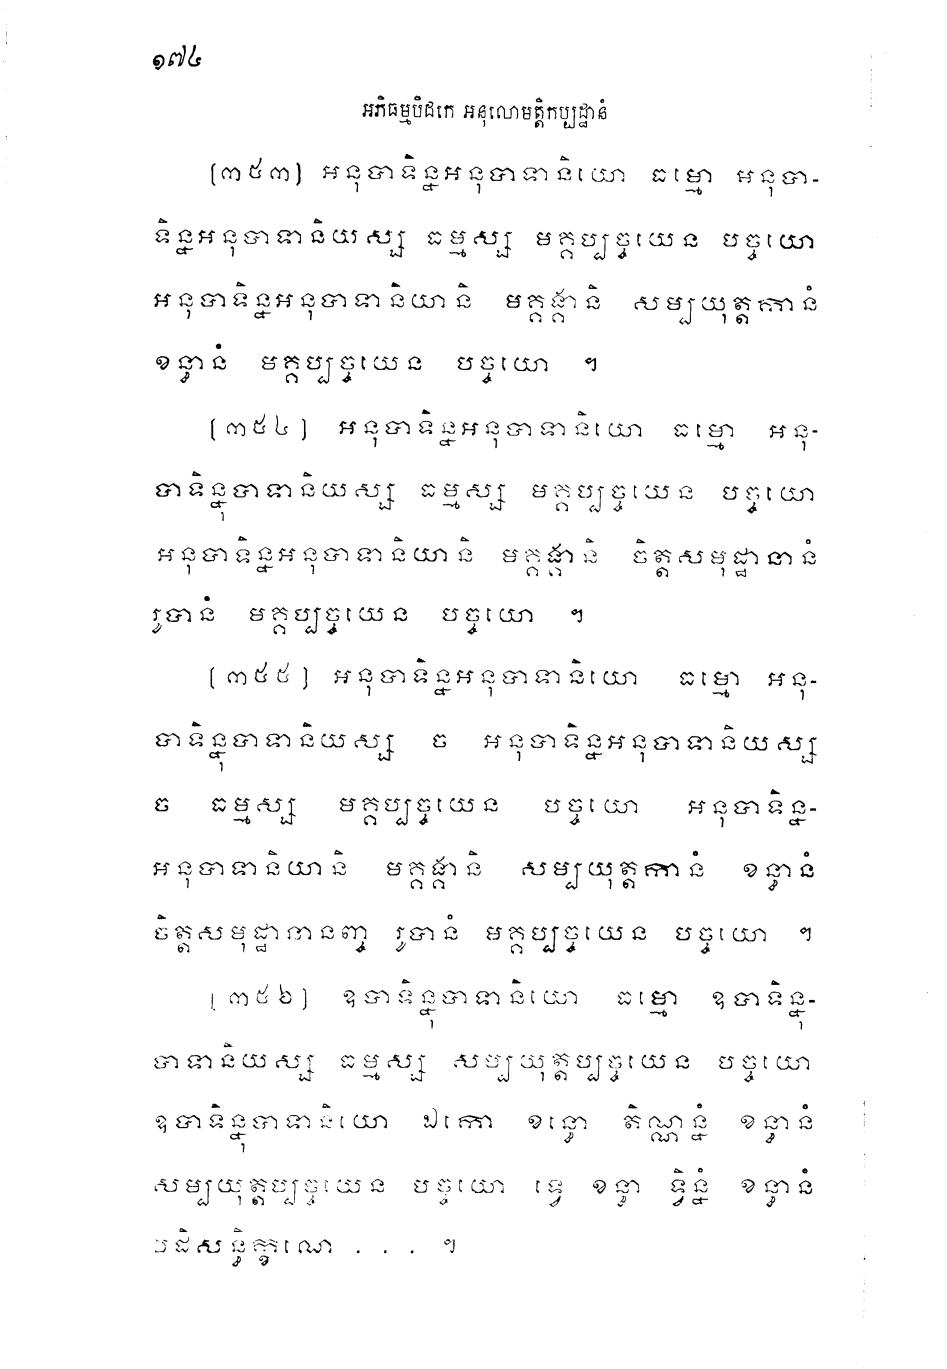 ១៧៤
អភិធម្មបិដកេ អនុលោមត្តិកប្បដ្ឋានំ
(៣៥៣) អនុបាទិន្នអនុបាទានិយោ ធម្មោ អនុបា-
ទិន្នអនុបាទានិយស្ស ធម្មស្ស មគ្គប្បច្ចយេន បច្ចយោ
អនុបាទិន្នអនុបាទានិយានិ មគ្គង្គានិ សម្បយុត្តកានំ
ខន្ធានំ មគ្គប្បច្ចយេន បច្ចយោ ។
(៣៥៤) អនុបាទិន្នអនុបាទានិយោ ធម្មោ អនុ-
បាទិន្នុបាទានិយស្ស ធម្មស្ស មគ្គប្បច្ចយេន បច្ចយោ
អនុបាទិន្នអនុបាទានិយានិ មគ្គង្គានិ ចិត្តសមុដ្ឋានានំ
រូបានំ មគ្គប្បច្ចយេន បច្ចយោ ។
(៣៥៥) អនុបាទិន្នអនុបាទានិយោ ធម្មោ អនុ-
បាទិន្នុបាទានិយស្ស ច អនុបាទិន្នអនុបាទានិយស្ស
ច ធម្មស្ស មគ្គប្បច្ចយេន បច្ចយោ អនុបាទិន្ន-
អនុបាទានិយានិ មគ្គង្គានិ សម្បយុត្តកានំ ខន្ធានំ
ចិត្តសមុដ្ឋានានញ្ច រូបានំ មគ្គប្បច្ចយេន បច្ចយោ ។
(៣៥៦) ឧបាទិន្នុបាទានិយោ ធម្មោ ឧបាទិន្នុ-
បាទានិយស្ស ធម្មស្ស សម្បយុត្តប្បច្ចយេន បច្ចយោ
ឧបាទិន្នុបាទានិយោ ឯកោ ខន្ធោ តិណ្ណន្នំ ខន្ធានំ
សម្បយុត្តប្បច្ចយេន បច្ចយោ ទ្វេ ខន្ធា ទ្វិន្នំ ខន្ធានំ
បដិសន្ធិក្ខណេ . . . ។